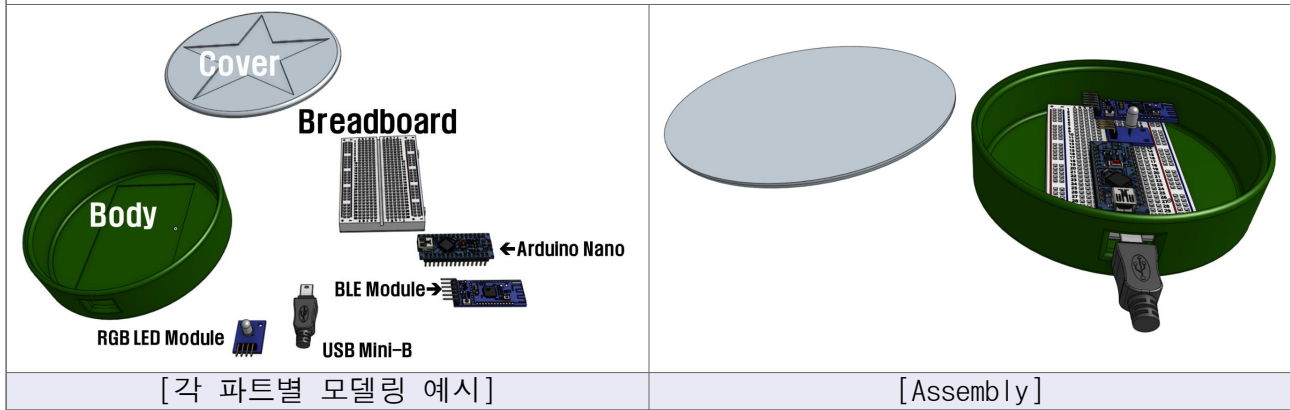 Cover
Breadboard
Body
←Arduino Nano
BLE Module→
RGB LED Module
USB Mini-B
[각 파트별 모델링 예시]
[Assembly]